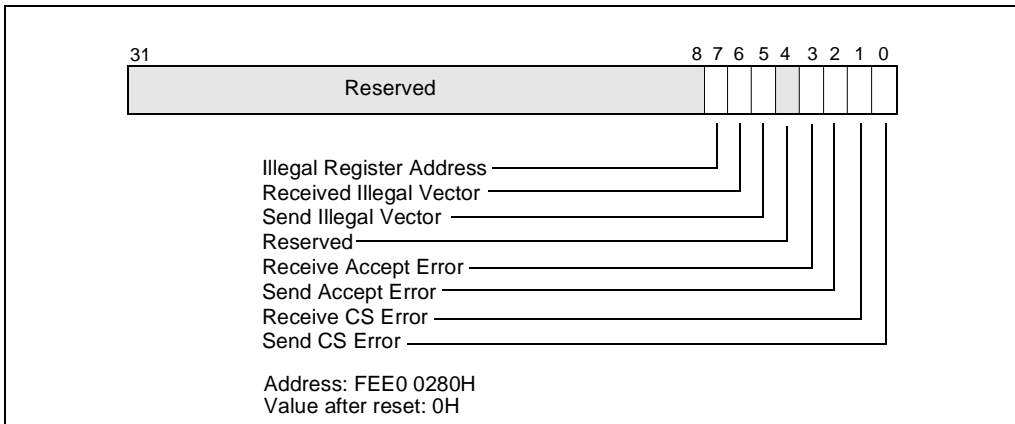 31 8 7 6 5 4 3 2 1 0
Reserved
Illegal Register Address
Received Illegal Vector
Send Illegal Vector
Reserved
Receive Accept Error
Send Accept Error
Receive CS Error
Send CS Error
Address: FEE0 0280H
Value after reset: 0H